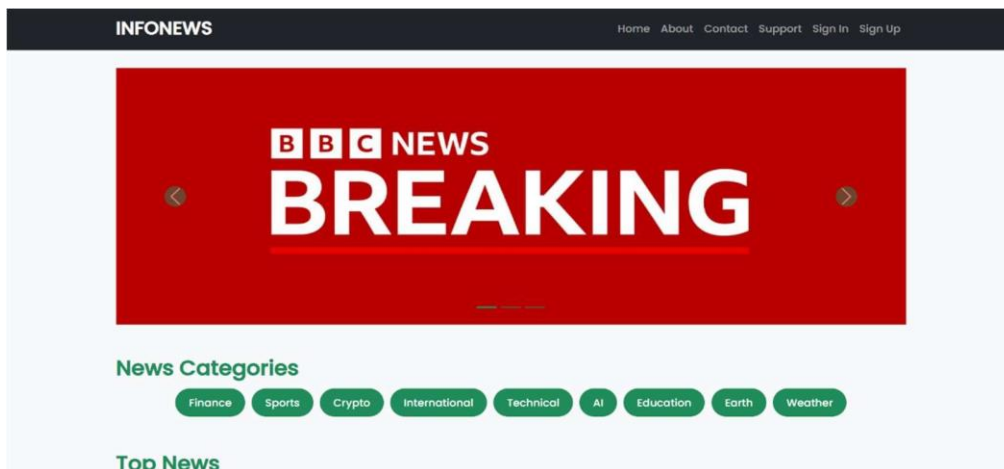 INFONEWS Home About Contact Support Sign In Sign Up
BBC NEWS
BREAKING
News Categories
Finance Sports Crypto International Technical AI Education Earth Weather
Top News